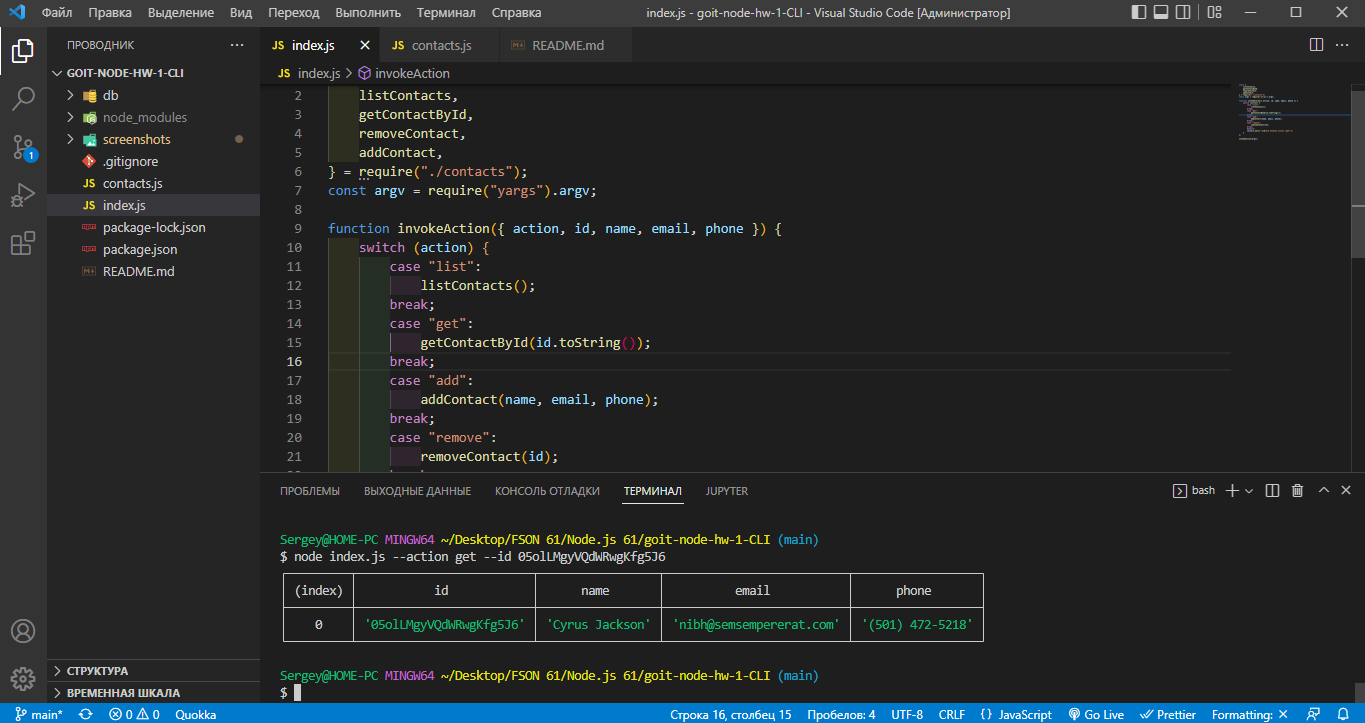 Файл Правка Выделение Вид Переход Выполнить Терминал Справка index.js - goit-node-hw-1-CLI - Visual Studio Code [Администратор]
ПРОВОДНИК
GOIT-NODE-HW-1-CLI
db
node_modules
screenshots
.gitignore
JS contacts.js
JS index.js
package-lock.json
package.json
README.md
СТРУКТУРА
ВРЕМЕННАЯ ШКАЛА
1
JS index.js JS contacts.js README.md
JS index.js > invokeAction
2 listContacts,
3 getContactById,
4 removeContact,
5 addContact,
6 } = require("./contacts");
7 const argv = require("yargs").argv;
8
9 function invokeAction({ action, id, name, email, phone }) {
10 switch (action) {
11 case "list":
12 listContacts();
13 break;
14 case "get":
15 getContactById(id.toString());
16 break;
17 case "add":
18 addContact(name, email, phone);
19 break;
20 case "remove":
21 removeContact(id);
ПРОБЛЕМЫ ВЫХОДНЫЕ ДАННЫЕ КОНСОЛЬ ОТЛАДКИ ТЕРМИНАЛ JUPYTER bash
Sergey@HOME-PC MINGW64 ~/Desktop/FSON 61/Node.js 61/goit-node-hw-1-CLI (main)
$ node index.js --action get --id 05olLMgyVQdWRwgKfg5J6
(index) id name email phone
0 '05olLMgyVQdWRwgKfg5J6' 'Cyrus Jackson' 'nibh@semsempererat.com' '(501) 472-5218'
Sergey@HOME-PC MINGW64 ~/Desktop/FSON 61/Node.js 61/goit-node-hw-1-CLI (main)
$
main* 0 0 Quokka Строка 16, столбец 15 Пробелов: 4 UTF-8 CRLF {} JavaScript Go Live Prettier Formatting: ×